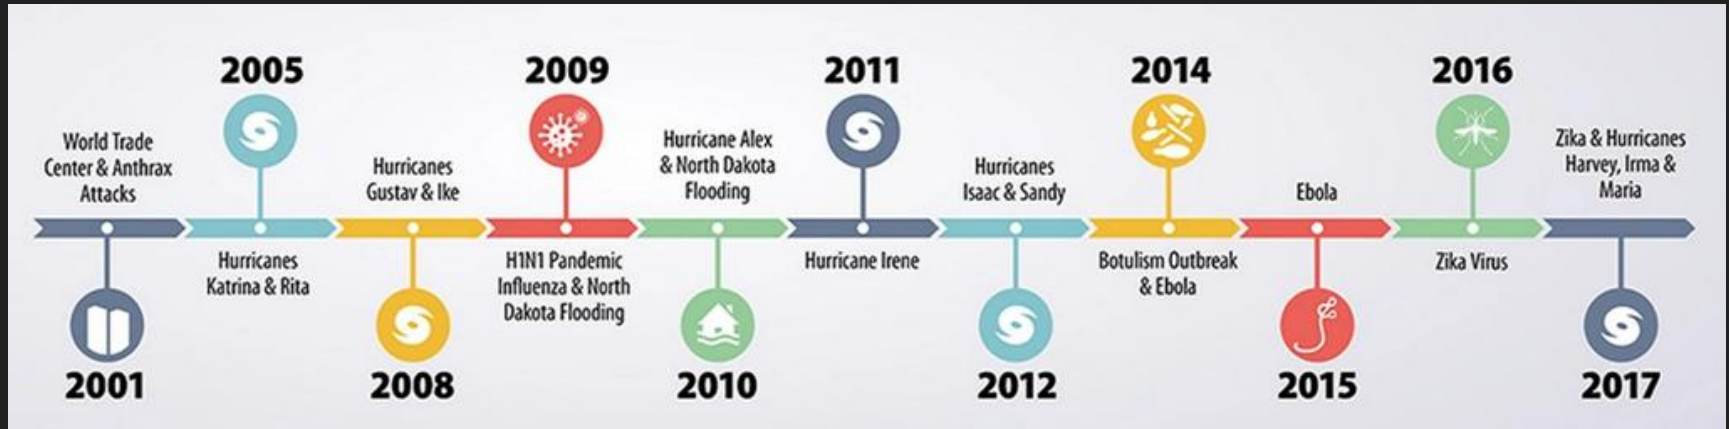 World Trade
Center & Anthrax
Attacks
2001
2005
Hurricanes
Katrina & Rita
Hurricanes
Gustav & Ike
2008
2009
H1N1 Pandemic
Influenza & North
Dakota Flooding
Hurricane Alex
& North Dakota
Flooding
2010
2011
Hurricane Irene
Hurricanes
Isaac & Sandy
2012
2014
Botulism Outbreak
& Ebola
Ebola
2015
2016
Zika Virus
Zika & Hurricanes
Harvey, Irma &
Maria
2017